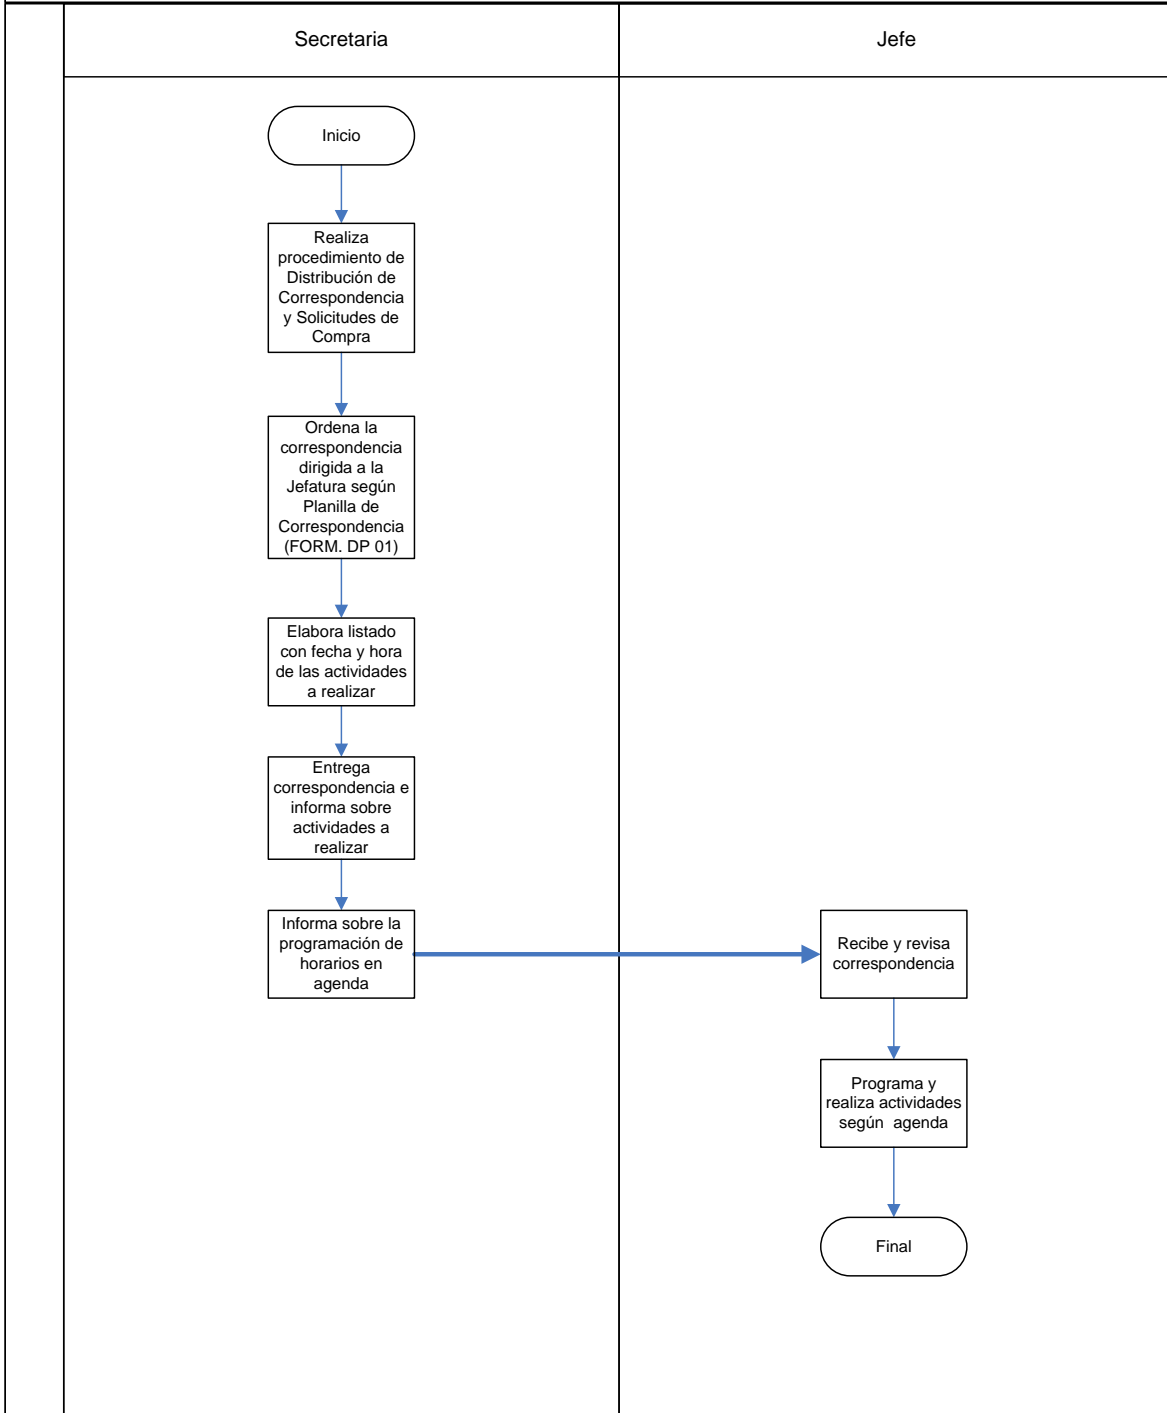 Secretaria
Jefe
Inicio
Realiza
procedimiento de
Distribución de
Correspondencia
y Solicitudes de
Compra
Ordena la
correspondencia
dirigida a la
Jefatura según
Planilla de
Correspondencia
(FORM. DP 01)
Elabora listado
con fecha y hora
de las actividades
a realizar
Entrega
correspondencia e
informa sobre
actividades a
realizar
Informa sobre la
programación de
horarios en
agenda
Recibe y revisa
correspondencia
Programa y
realiza actividades
según  agenda
Final